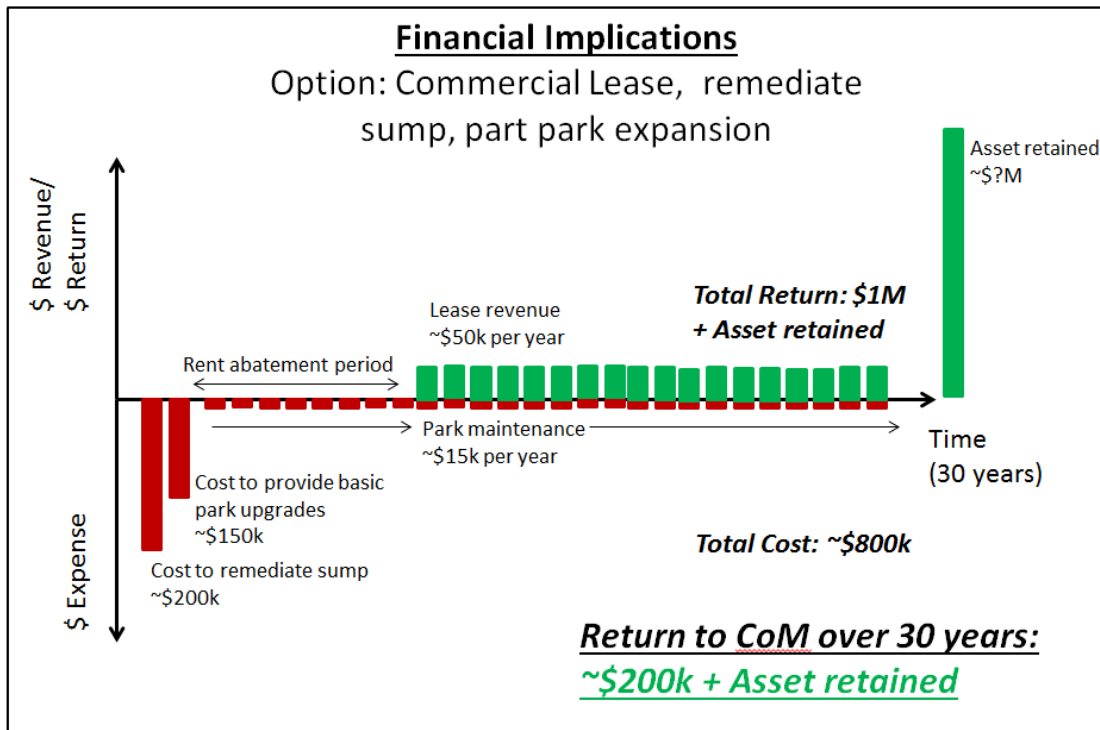 Financial Implications
Option: Commercial Lease, remediate
sump, part park expansion
$ Revenue/
$ Return
Asset retained
~$?M
Lease revenue
~$50k per year
Total Return: $1M
+ Asset retained
Rent abatement period
Park maintenance
~$15k per year
Time
(30 years)
Cost to provide basic
park upgrades
~$150k
Cost to remediate sump
~$200k
$ Expense
Total Cost: ~$800k
Return to CoM over 30 years:
~$200k + Asset retained